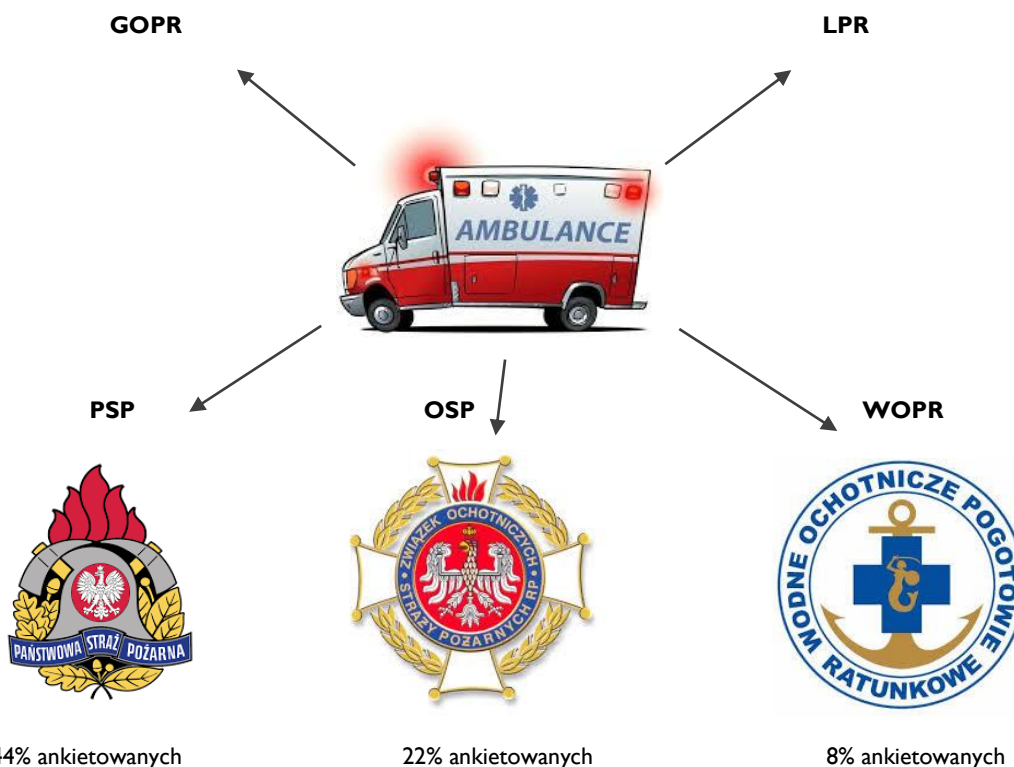 GOPR
LPR
AMBULANCE
PSP
OSP
WOPR
PAŃSTWOWA STRAŻ POŻARNA
ZWIĄZEK OCHOTNICZYCH
STRAŻY POŻARNYCH RP
WODNE OCHOTNICZE POGOTOWIE
RATUNKOWE
44% ankietowanych
22% ankietowanych
8% ankietowanych